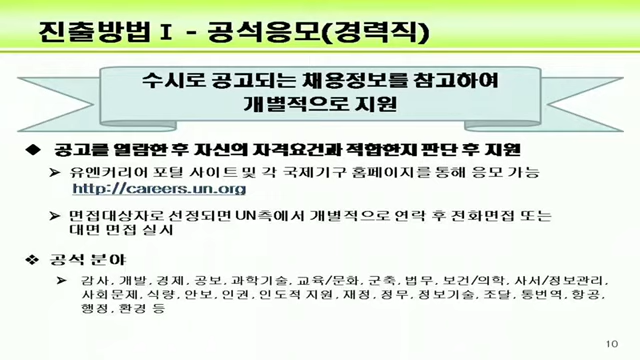 진출방법 I - 공석응모(경력직)
수시로 공고되는 채용정보를 참고하여
개별적으로 지원
◆ 공고를 열람한 후 자신의 자격요건과 적합한지 판단 후 지원
➢ 유엔커리어 포털 사이트 및 각 국제기구 홈페이지를 통해 응모 가능
http://careers.un.org
➢ 면접대상자로 선정되면 UN측에서 개별적으로 연락 후 전화면접 또는
대면 면접 실시
❖ 공석 분야
➢ 감사, 개발, 경제, 공보, 과학기술, 교육/문화, 군축, 법무, 보건/의학, 사서/정보관리,
사회문제, 식량, 안보, 인권, 인도적 지원, 재정, 정무, 정보기술, 조달, 통번역, 항공,
행정, 환경 등
10